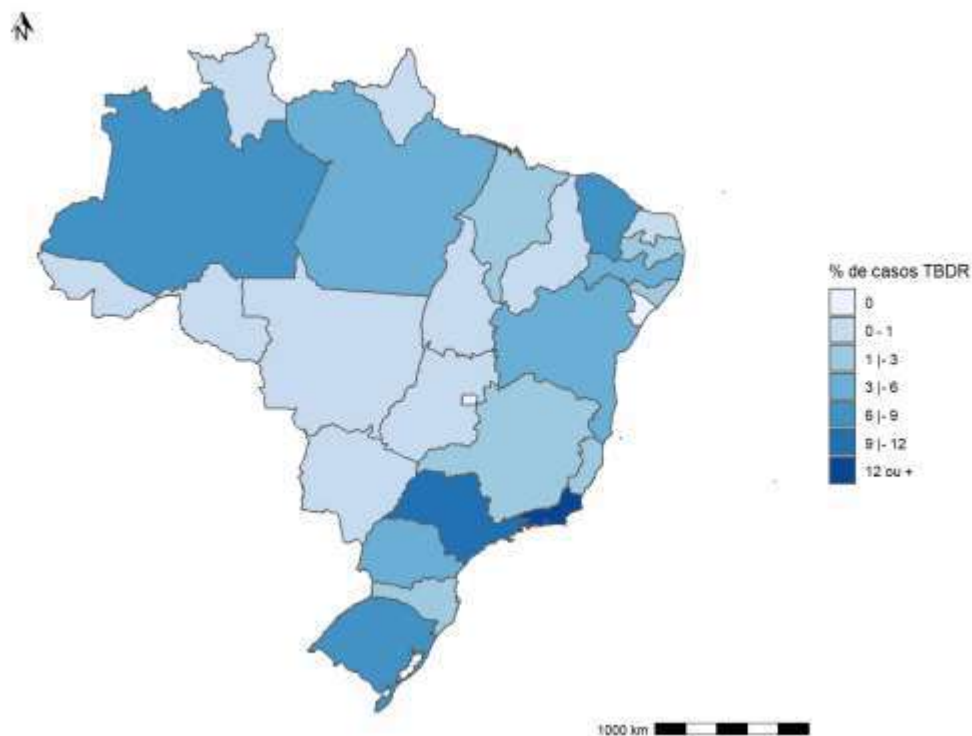 N
% de casos TBDR
0
0 - 1
1 |- 3
3 |- 6
6 |- 9
9 |- 12
12 ou +
1000 km